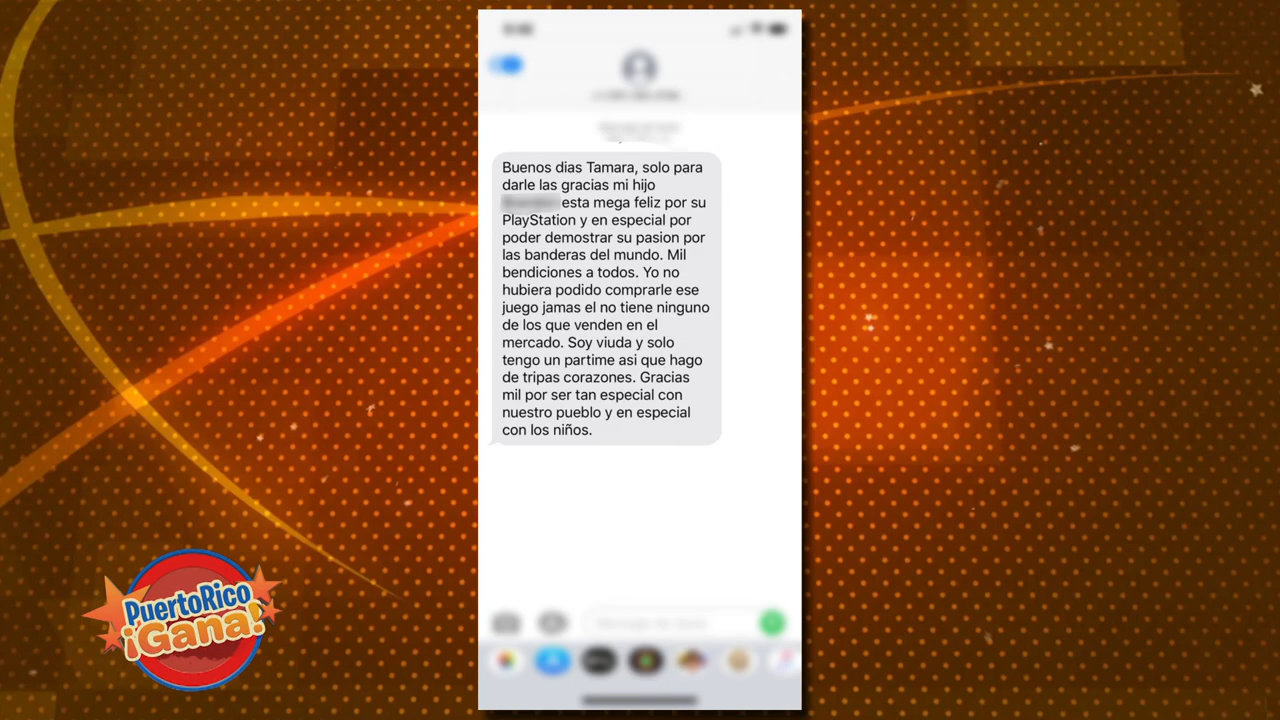 Buenos dias Tamara, solo para
darle las gracias mi hijo
esta mega feliz por su
PlayStation y en especial por
poder demostrar su pasion por
las banderas del mundo. Mil
bendiciones a todos. Yo no
hubiera podido comprarle ese
juego jamas el no tiene ninguno
de los que venden en el
mercado. Soy viuda y solo
tengo un partime asi que hago
de tripas corazones. Gracias
mil por ser tan especial con
nuestro pueblo y en especial
con los niños.
PuertoRico
¡Gana!